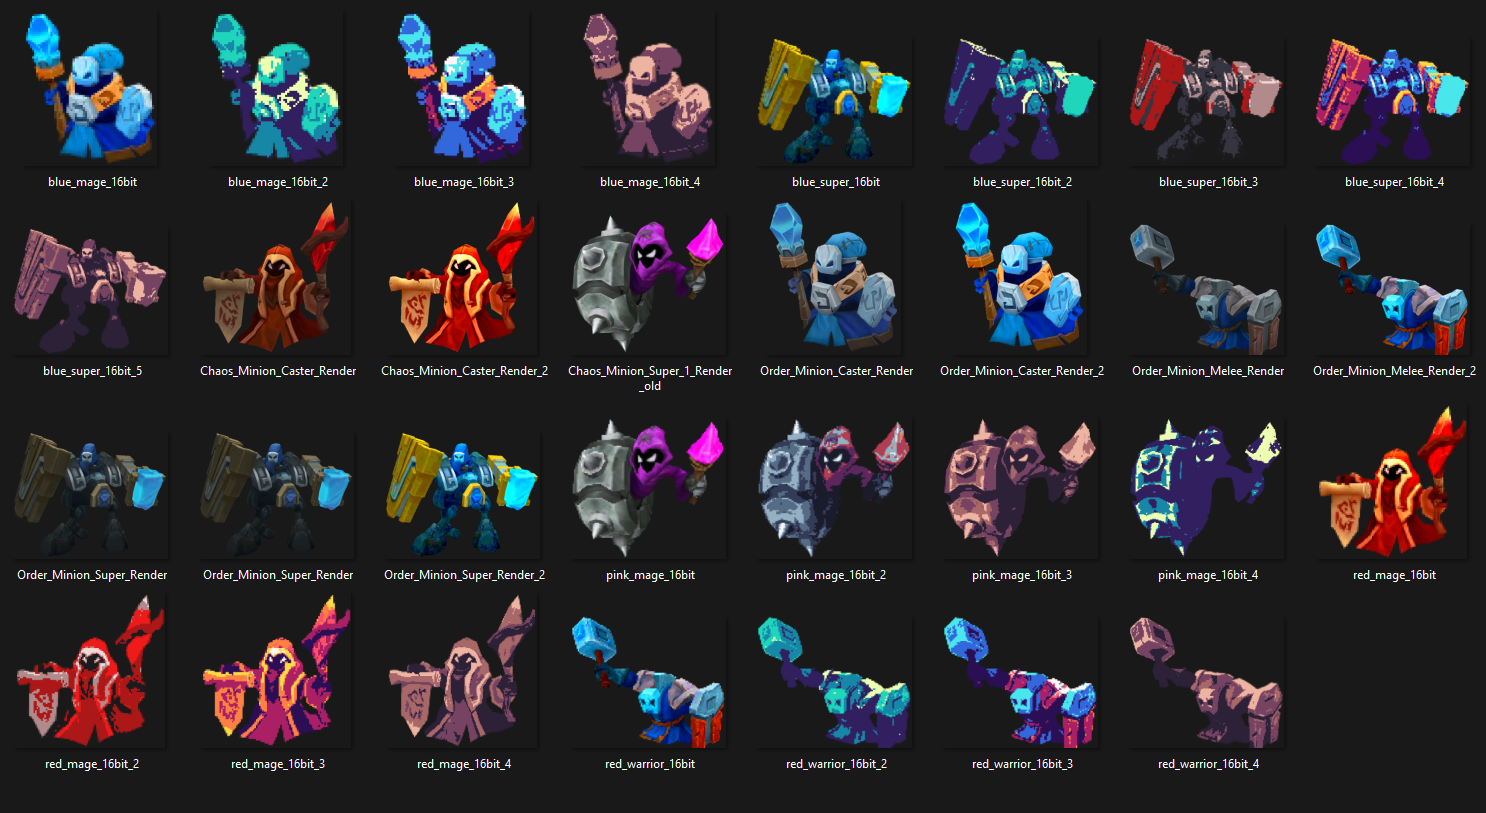 blue_mage_16bit
blue_mage_16bit_2
blue_mage_16bit_3
blue_mage_16bit_4
blue_super_16bit
blue_super_16bit_2
blue_super_16bit_3
blue_super_16bit_4
blue_super_16bit_5
Chaos_Minion_Caster_Render
Chaos_Minion_Caster_Render_2
Chaos_Minion_Super_1_Render
_old
Order_Minion_Caster_Render
Order_Minion_Caster_Render_2
Order_Minion_Melee_Render
Order_Minion_Melee_Render_2
Order_Minion_Super_Render
Order_Minion_Super_Render
Order_Minion_Super_Render_2
pink_mage_16bit
pink_mage_16bit_2
pink_mage_16bit_3
pink_mage_16bit_4
red_mage_16bit
red_mage_16bit_2
red_mage_16bit_3
red_mage_16bit_4
red_warrior_16bit
red_warrior_16bit_2
red_warrior_16bit_3
red_warrior_16bit_4